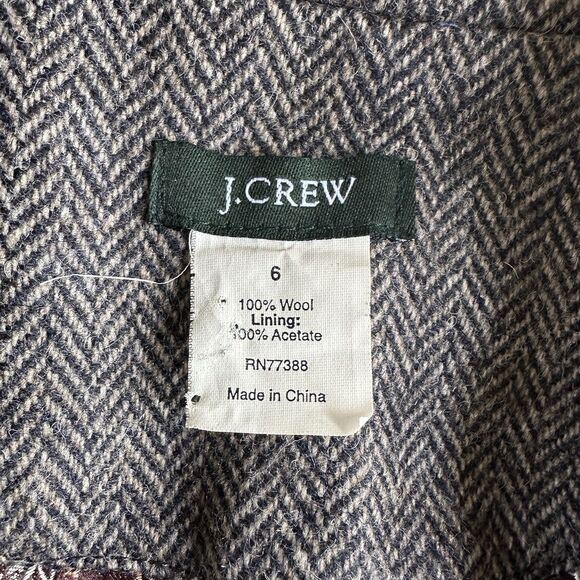 J.CREW
6
100% Wool
Lining:
100% Acetate
RN77388
Made in China